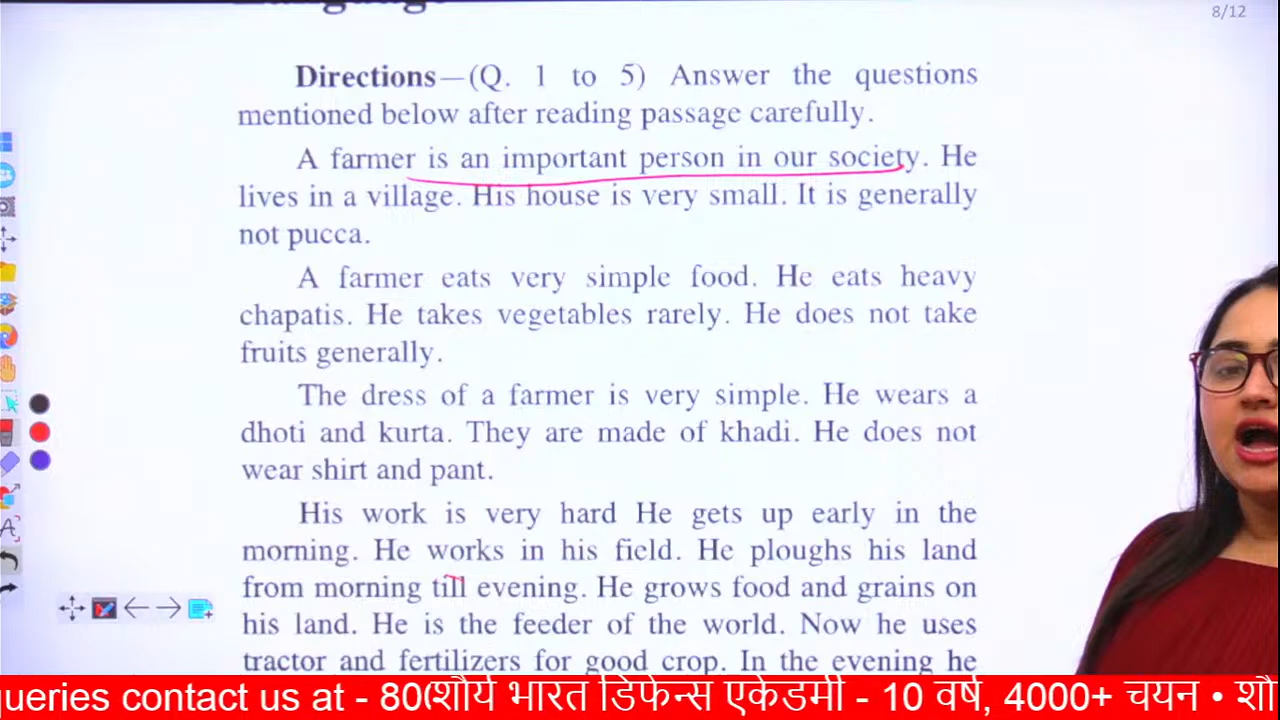 8/12
Directions—(Q. 1 to 5) Answer the questions
mentioned below after reading passage carefully.
A farmer is an important person in our society. He
lives in a village. His house is very small. It is generally
not pucca.
A farmer eats very simple food. He eats heavy
chapatis. He takes vegetables rarely. He does not take
fruits generally.
The dress of a farmer is very simple. He wears a
dhoti and kurta. They are made of khadi. He does not
wear shirt and pant.
His work is very hard He gets up early in the
morning. He works in his field. He ploughs his land
from morning till evening. He grows food and grains on
his land. He is the feeder of the world. Now he uses
tractor and fertilizers for good crop. In the evening he
queries contact us at - 80 शौर्य भारत डिफेन्स एकेडमी - 10 वर्ष, 4000+ चयन • शौ